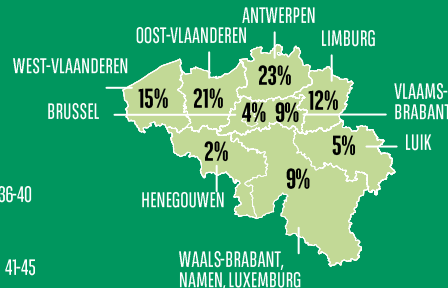 ANTWERPEN
OOST-VLAANDEREN
LIMBURG
WEST-VLAANDEREN
23%
15%
21%
12%
VLAAMS-
BRABANT
BRUSSEL
4%
9%
2%
5%
LUIK
9%
36-40
HENEGOUWEN
WAALS-BRABANT,
NAMEN, LUXEMBURG
41-45